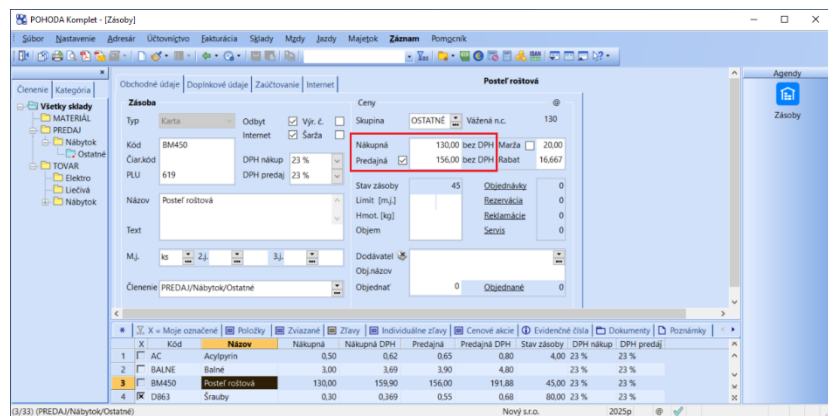 POHODA Komplet - [Zásoby]
Súbor Nastavenie Adresár Účtovníctvo Fakturácia Sklady Mzdy Jazdy Majetok Záznam Pomocník
Členenie Kategória
Všetky sklady
MATERIÁL
PREDAJ
Nábytok
Ostatné
TOVAR
Elektro
Liečivá
Nábytok
Obchodné údaje Doplnkové údaje Zaúčtovanie Internet Posteľ roštová
Zásoba Ceny @
Typ Karta Odbyt Výr. č. Skupina OSTATNÉ Vážená n.c. 130
Internet Šarža
Kód BM450 Nákupná 130,00 bez DPH Marža 20,00
Čiar.kód DPH nákup 23 % Predajná 156,00 bez DPH Rabat 16,667
PLU 619 DPH predaj 23 %
Stav zásoby 45 Objednávky 0
Názov Posteľ roštová Limit [m.j.] Rezervácia 0
Hmot. [kg] Reklamácie 0
Text Objem Servis 0
M.j. ks 2.j. 3.j. Dodávateľ
Obj.názov
Členenie PREDAJ/Nábytok/Ostatné Objednať 0 Objednané 0
Agendy
Zásoby
X = Moje označené Položky Zviazané Zľavy Individuálne zľavy Cenové akcie Evidenčné čísla Dokumenty Poznámky
X Kód Názov Nákupná Nákupná DPH Predajná Predajná DPH Stav zásoby DPH nákup DPH predaj
1 AC Acylpyrin 0,50 0,62 0,65 0,80 4,00 23 % 23 %
2 BALNE Balné 3,00 3,69 3,90 4,80 23 % 23 %
3 BM450 Posteľ roštová 130,00 159,90 156,00 191,88 45,00 23 % 23 %
4 D863 Šrauby 0,30 0,369 0,55 0,68 80,00 23 % 23 %
(3/33) (PREDAJ/Nábytok/Ostatné) Nový s.r.o. 2025p @